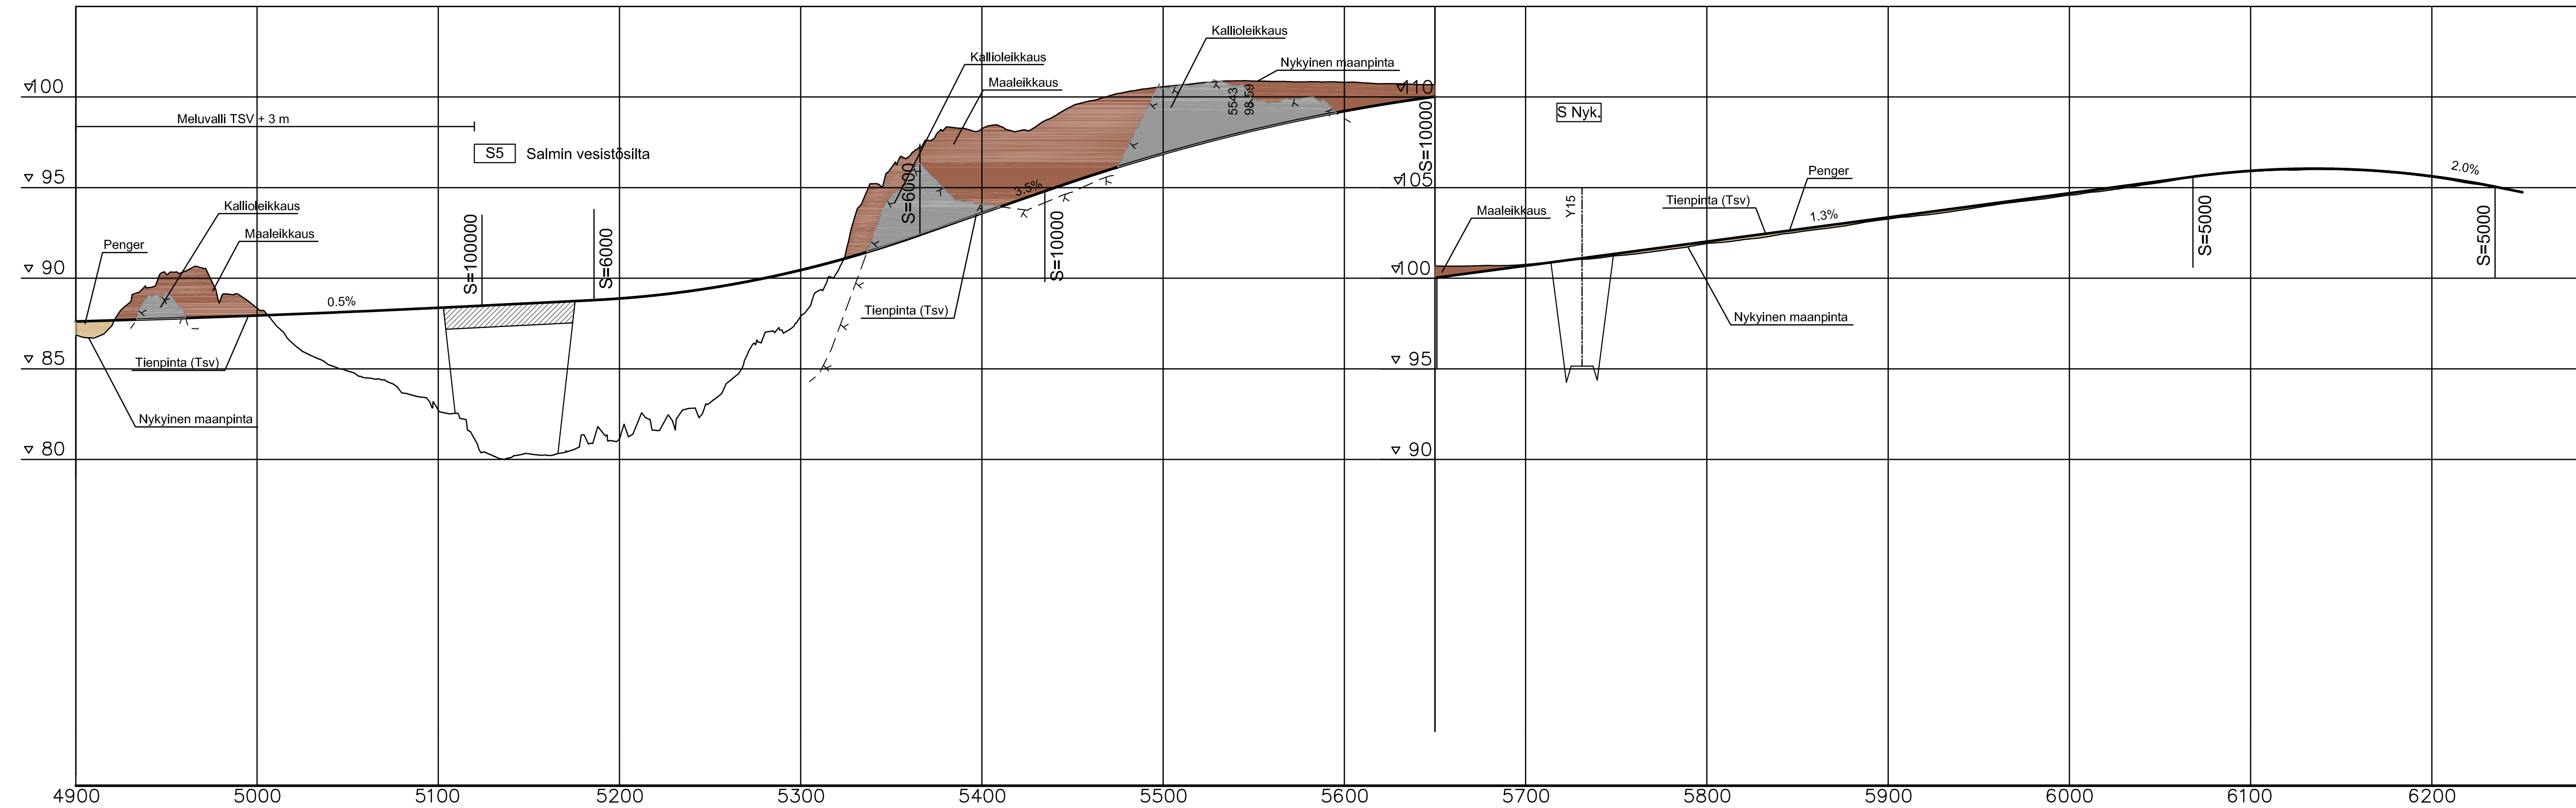 Kallioleikkaus
Kallioleikkaus
Nykyinen maanpinta
Maaleikkaus
100
110
5543
98.59
Meluvalli TSV + 3 m
S Nyk.
S=10000
S5 Salmin vesistösilta
95
S=6000
3.5%
105
Penger
2.0%
Kallioleikkaus
Maaleikkaus
Y15
Tienpinta (Tsv)
1.3%
Maaleikkaus
Penger
S=100000
S=6000
S=10000
S=5000
S=5000
90
100
0.5%
Tienpinta (Tsv)
Nykyinen maanpinta
85
Tienpinta (Tsv)
95
Nykyinen maanpinta
80
90
4900 5000 5100 5200 5300 5400 5500 5600 5700 5800 5900 6000 6100 6200